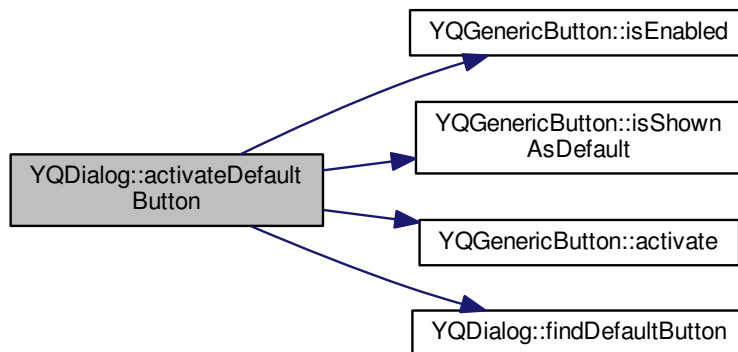 YQGenericButton::isEnabled
YQGenericButton::isShown
AsDefault
YQDialog::activateDefault
Button
YQGenericButton::activate
YQDialog::findDefaultButton